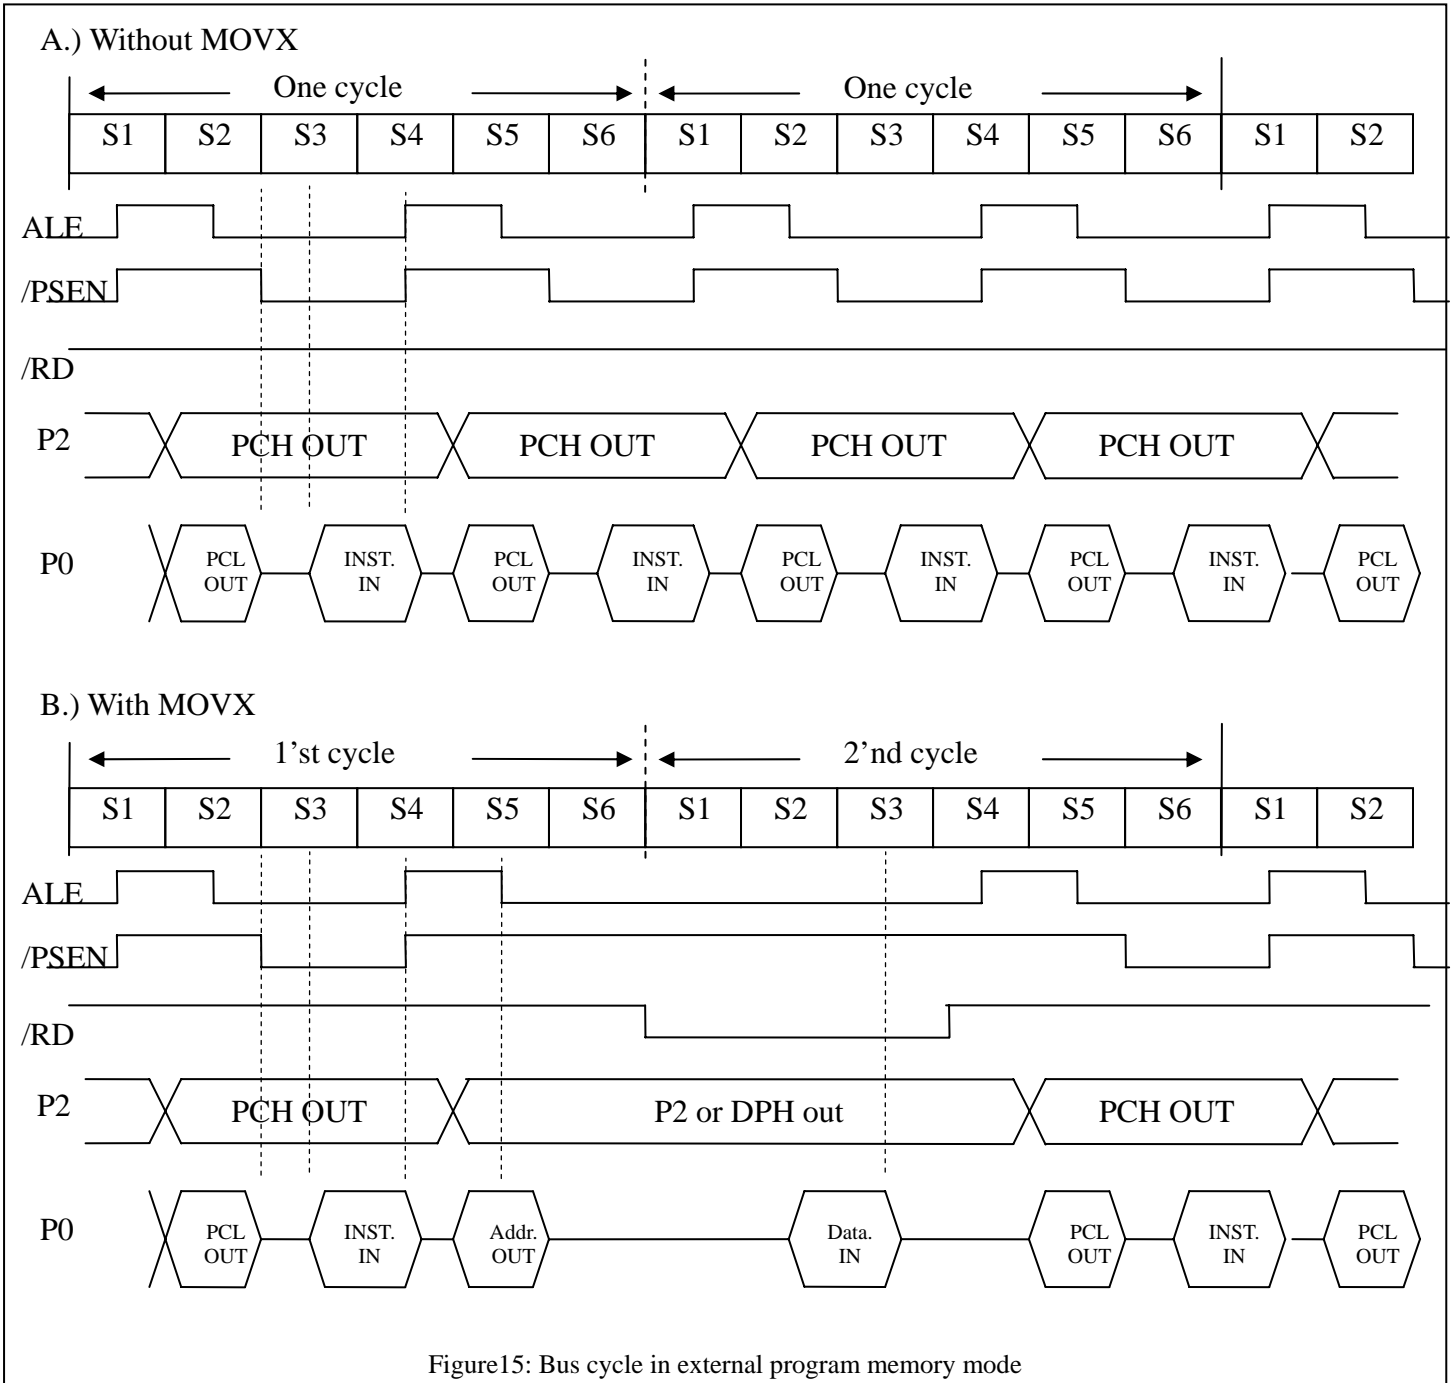 A.) Without MOVX
One cycle One cycle
S1 S2 S3 S4 S5 S6 S1 S2 S3 S4 S5 S6 S1 S2
ALE
/PSEN
/RD
P2 PCH OUT PCH OUT PCH OUT PCH OUT
P0
PCL INST. PCL INST. PCL INST. PCL INST. PCL
OUT IN OUT IN OUT IN OUT IN OUT
B.) With MOVX
1’st cycle 2’nd cycle
S1 S2 S3 S4 S5 S6 S1 S2 S3 S4 S5 S6 S1 S2
ALE
/PSEN
/RD
P2 PCH OUT P2 or DPH out PCH OUT
P0
PCL INST. Addr. Data. PCL INST. PCL
OUT IN OUT IN OUT IN OUT
Figure15: Bus cycle in external program memory mode